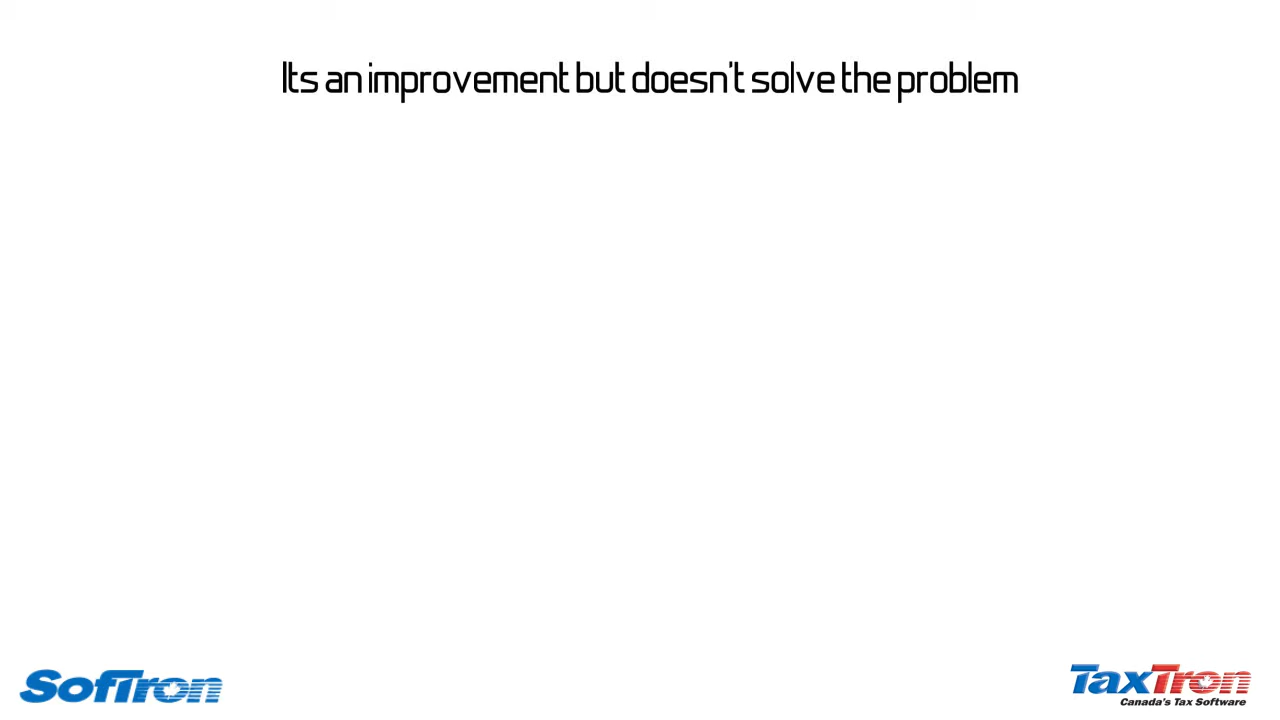 Its an improvement but doesn't solve the problem
SofTron
TaxTron
Canada's Tax Software